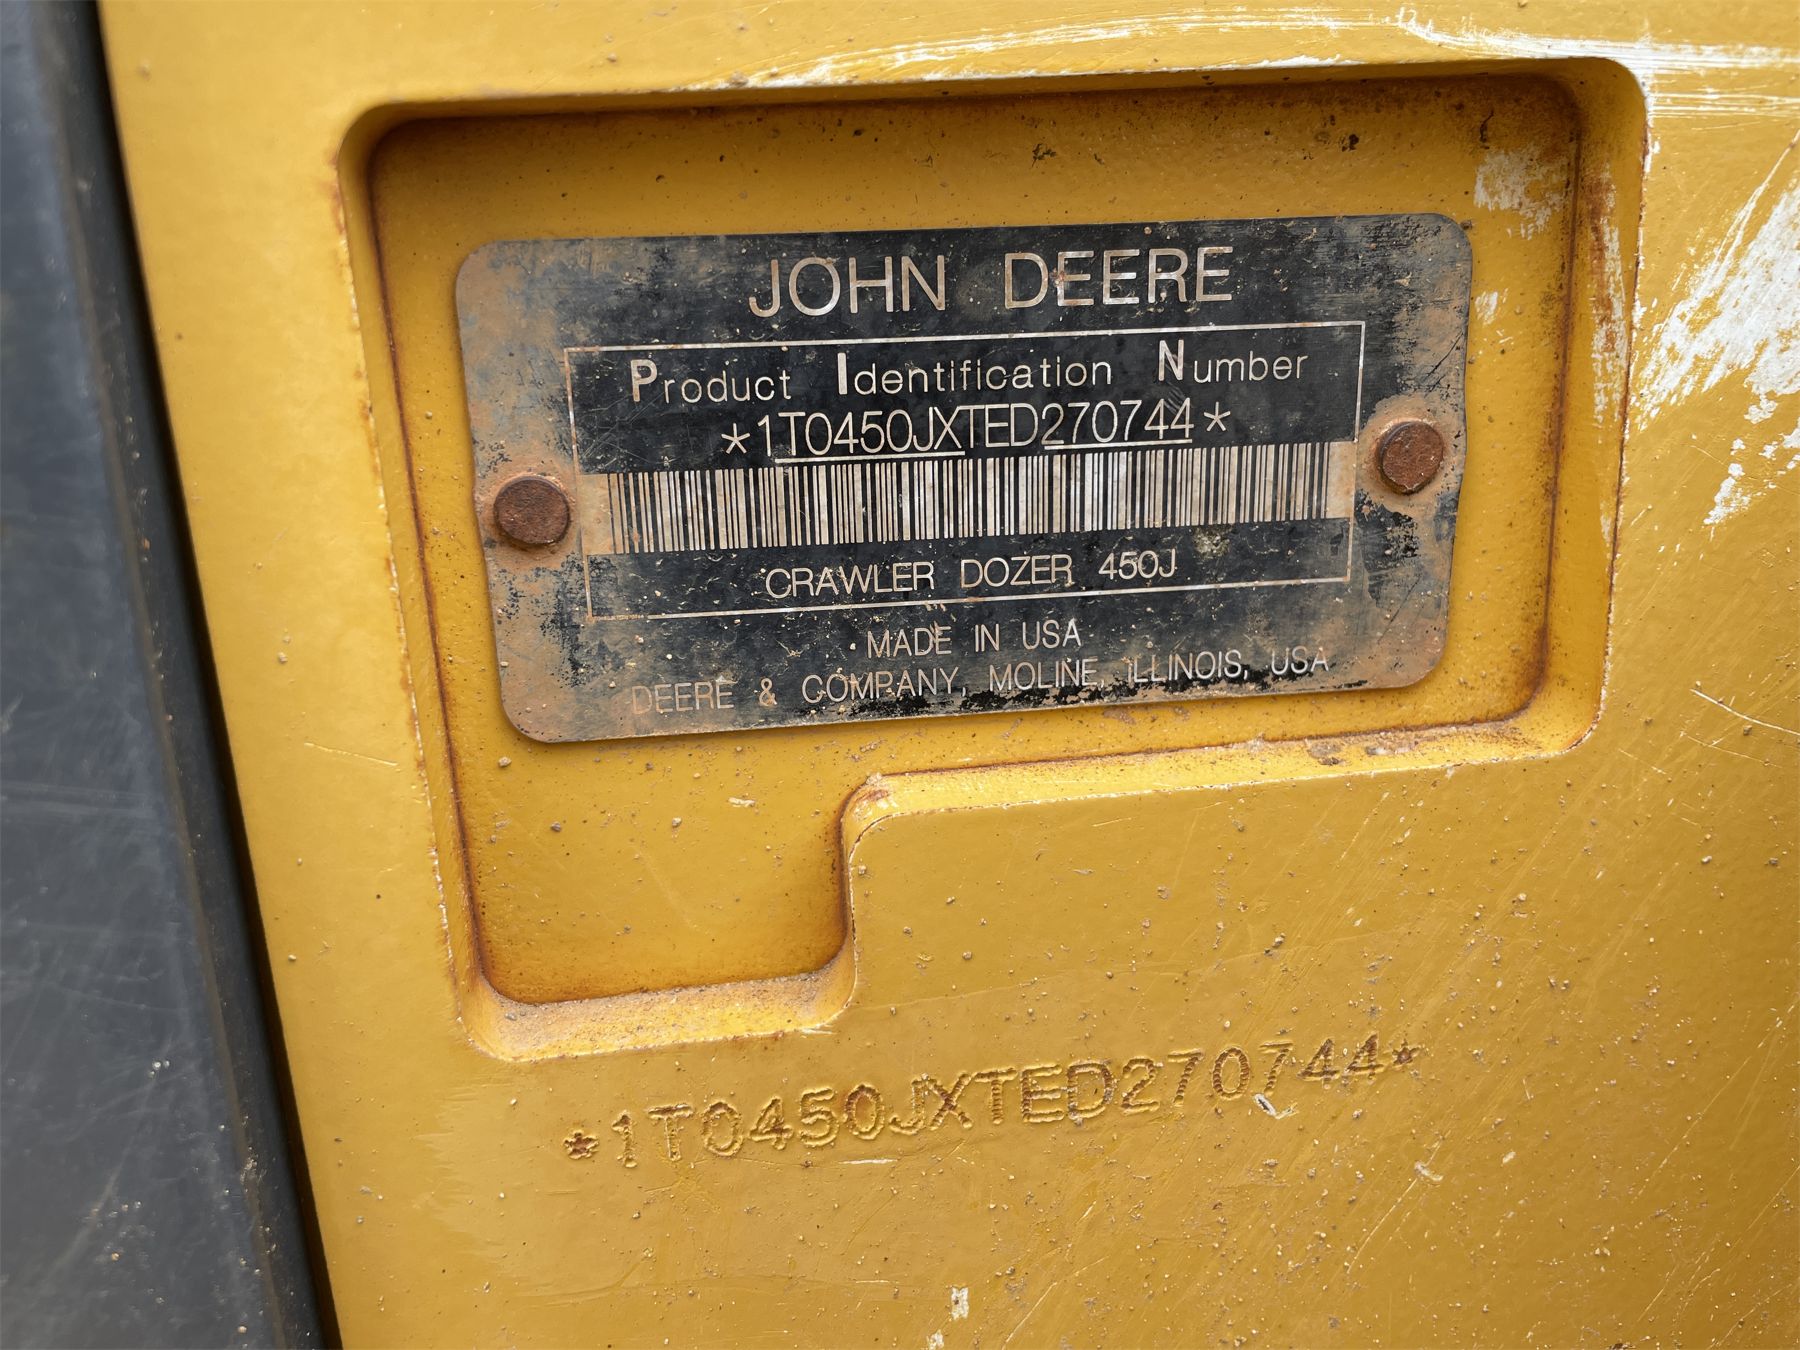 JOHN DEERE
Product Identification Number
*1T0450JXTED270744*
CRAWLER DOZER 450J
MADE IN USA
DEERE & COMPANY, MOLINE, ILLINOIS, USA
*1T0450JXTED270744*